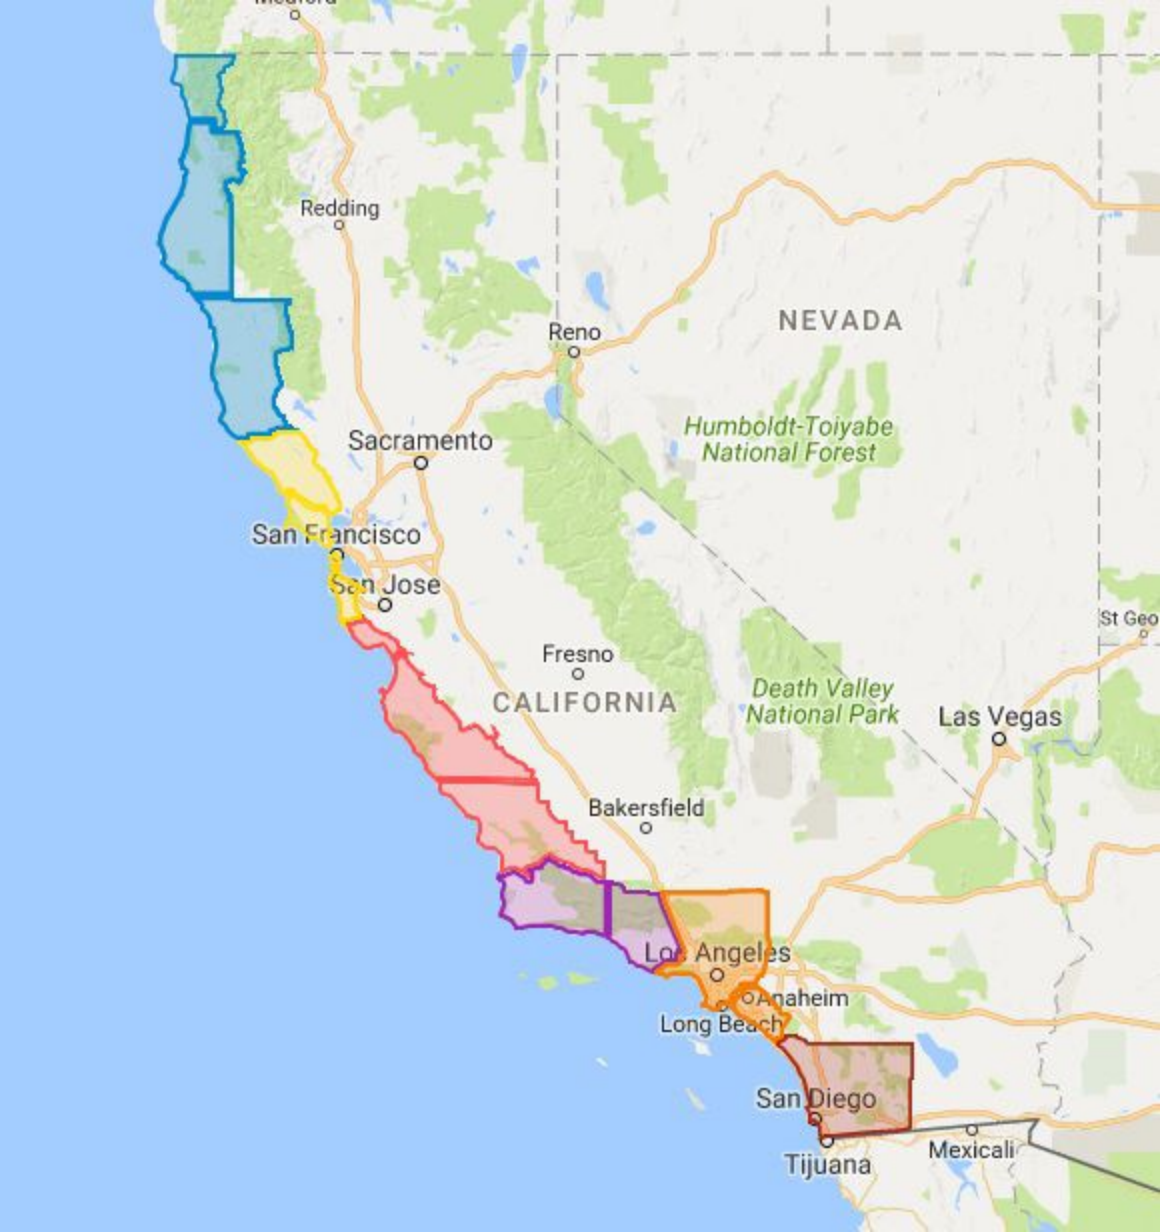 Medford
Redding
Reno
NEVADA
Humboldt-Toiyabe
National Forest
Sacramento
San Francisco
San Jose
St Geo
Fresno
CALIFORNIA
Death Valley
National Park
Las Vegas
Bakersfield
Los Angeles
Anaheim
Long Beach
San Diego
Mexicali
Tijuana